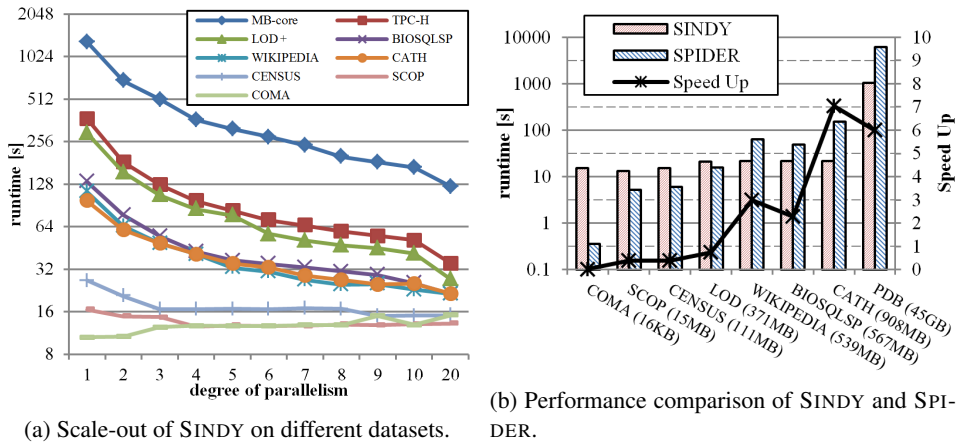 2048
1024
512
256
128
64
32
16
8
runtime [s]
MB-core
TPC-H
LOD+
BIOSQLSP
WIKIPEDIA
CATH
CENSUS
SCOP
COMA
1 2 3 4 5 6 7 8 9 10 20
degree of parallelism
(a) Scale-out of SINDY on different datasets.
10000
1000
100
10
1
0.1
runtime [s]
SINDY
SPIDER
Speed Up
10
9
8
7
6
5
4
3
2
1
0
Speed Up
COMA (16KB)
SCOP (15MB)
CENSUS (111MB)
LOD (371MB)
WIKIPEDIA (539MB)
BIOSQLSP (567MB)
CATH (908MB)
PDB (45GB)
(b) Performance comparison of SINDY and SPI-
DER.